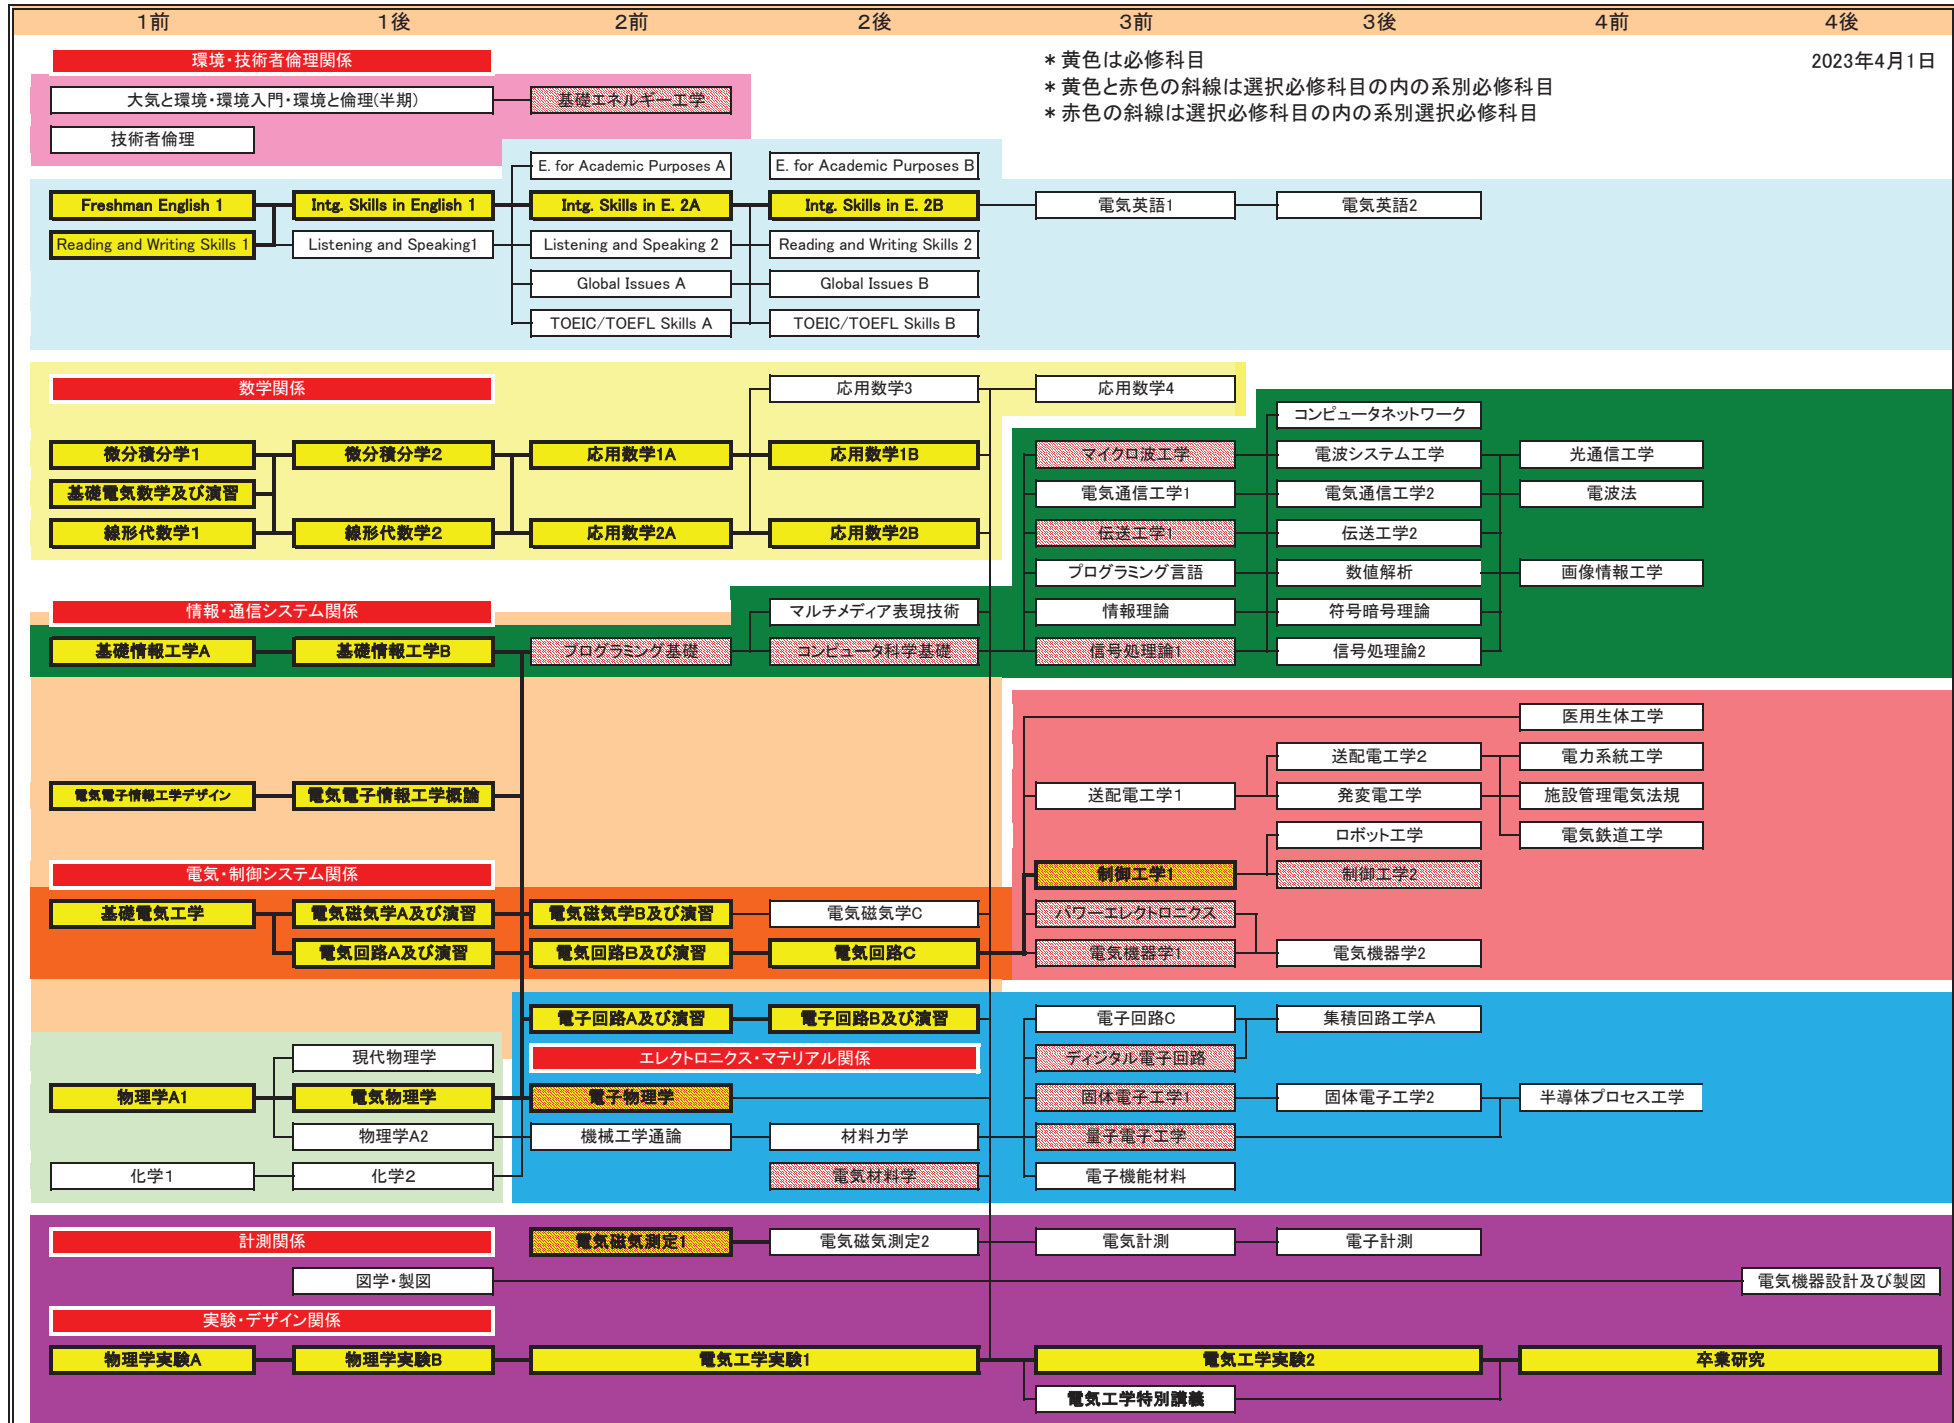 1前 1後 2前 2後 3前 3後 4前 4後
環境・技術者倫理関係
＊黄色は必修科目
2023年4月1日
＊黄色と赤色の斜線は選択必修科目の内の系別必修科目
＊赤色の斜線は選択必修科目の内の系別選択必修科目
大気と環境・環境入門・環境と倫理(半期) 基礎エネルギー工学
技術者倫理
E. for Academic Purposes A E. for Academic Purposes B
Freshman English 1 Intg. Skills in English 1 Intg. Skills in E. 2A Intg. Skills in E. 2B 電気英語1 電気英語2
Reading and Writing Skills 1 Listening and Speaking1 Listening and Speaking 2 Reading and Writing Skills 2
Global Issues A Global Issues B
TOEIC/TOEFL Skills A TOEIC/TOEFL Skills B
数学関係 応用数学3 応用数学4
コンピュータネットワーク
微分積分学1 微分積分学2 応用数学1A 応用数学1B マイクロ波工学 電波システム工学 光通信工学
基礎電気数学及び演習 電気通信工学1 電気通信工学2 電波法
線形代数学1 線形代数学2 応用数学2A 応用数学2B 伝送工学1 伝送工学2
プログラミング言語 数値解析 画像情報工学
情報・通信システム関係 マルチメディア表現技術 情報理論 符号暗号理論
基礎情報工学A 基礎情報工学B プログラミング基礎 コンピュータ科学基礎 信号処理論1 信号処理論2
医用生体工学
送配電工学2 電力系統工学
電気電子情報工学デザイン 電気電子情報工学概論 送配電工学1 発変電工学 施設管理電気法規
ロボット工学 電気鉄道工学
電気・制御システム関係 制御工学1 制御工学2
基礎電気工学 電気磁気学A及び演習 電気磁気学B及び演習 電気磁気学C パワーエレクトロニクス
電気回路A及び演習 電気回路B及び演習 電気回路C 電気機器学1 電気機器学2
電子回路A及び演習 電子回路B及び演習 電子回路C 集積回路工学A
現代物理学 エレクトロニクス・マテリアル関係 ディジタル電子回路
物理学A1 電気物理学 電子物理学 固体電子工学1 固体電子工学2 半導体プロセス工学
物理学A2 機械工学通論 材料力学 量子電子工学
化学1 化学2 電気材料学 電子機能材料
計測関係 電気磁気測定1 電気磁気測定2 電気計測 電子計測
図学・製図 電気機器設計及び製図
実験・デザイン関係
物理学実験A 物理学実験B 電気工学実験1 電気工学実験2 卒業研究
電気工学特別講義